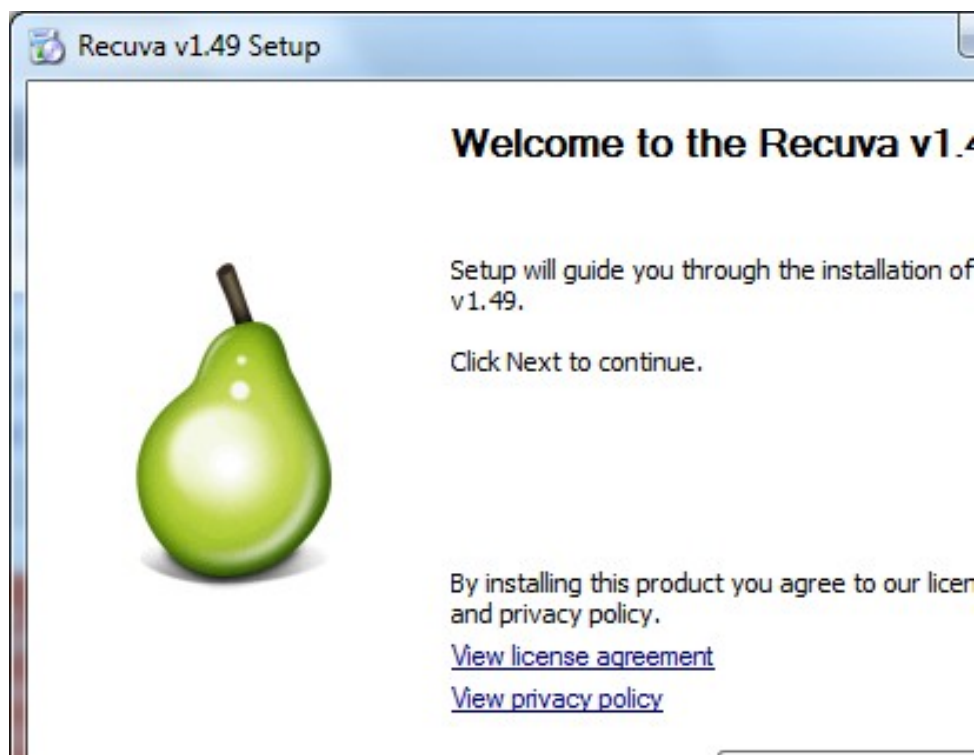 Recuva v1.49 Setup
Welcome to the Recuva v1.4
Setup will guide you through the installation of
v1.49.
Click Next to continue.
By installing this product you agree to our licen
and privacy policy.
View license agreement
View privacy policy